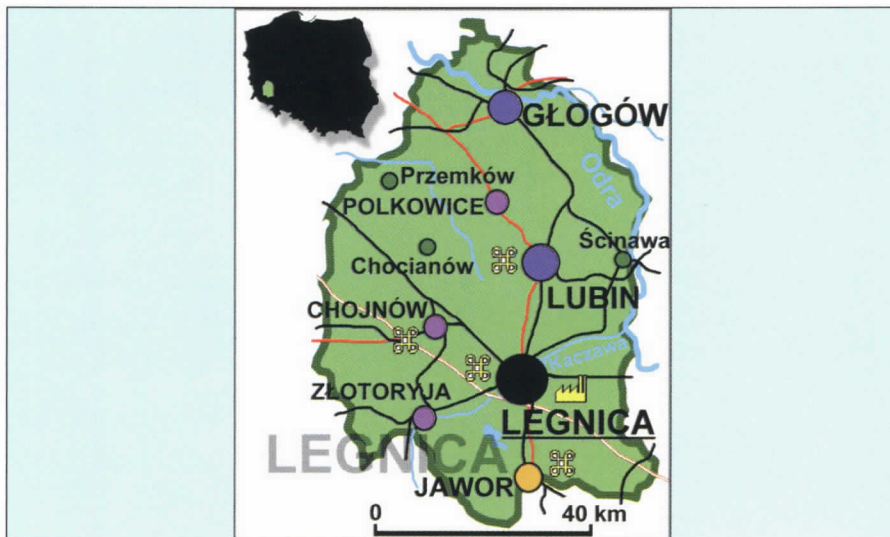 GŁOGÓW
Odra
Przemków
POLKOWICE
Ścinawa
Chocianów
LUBIN
CHOJNÓW
Kaczawa
ZŁOTORYJA
LEGNICA
LEGNICA
JAWOR
0 40 km